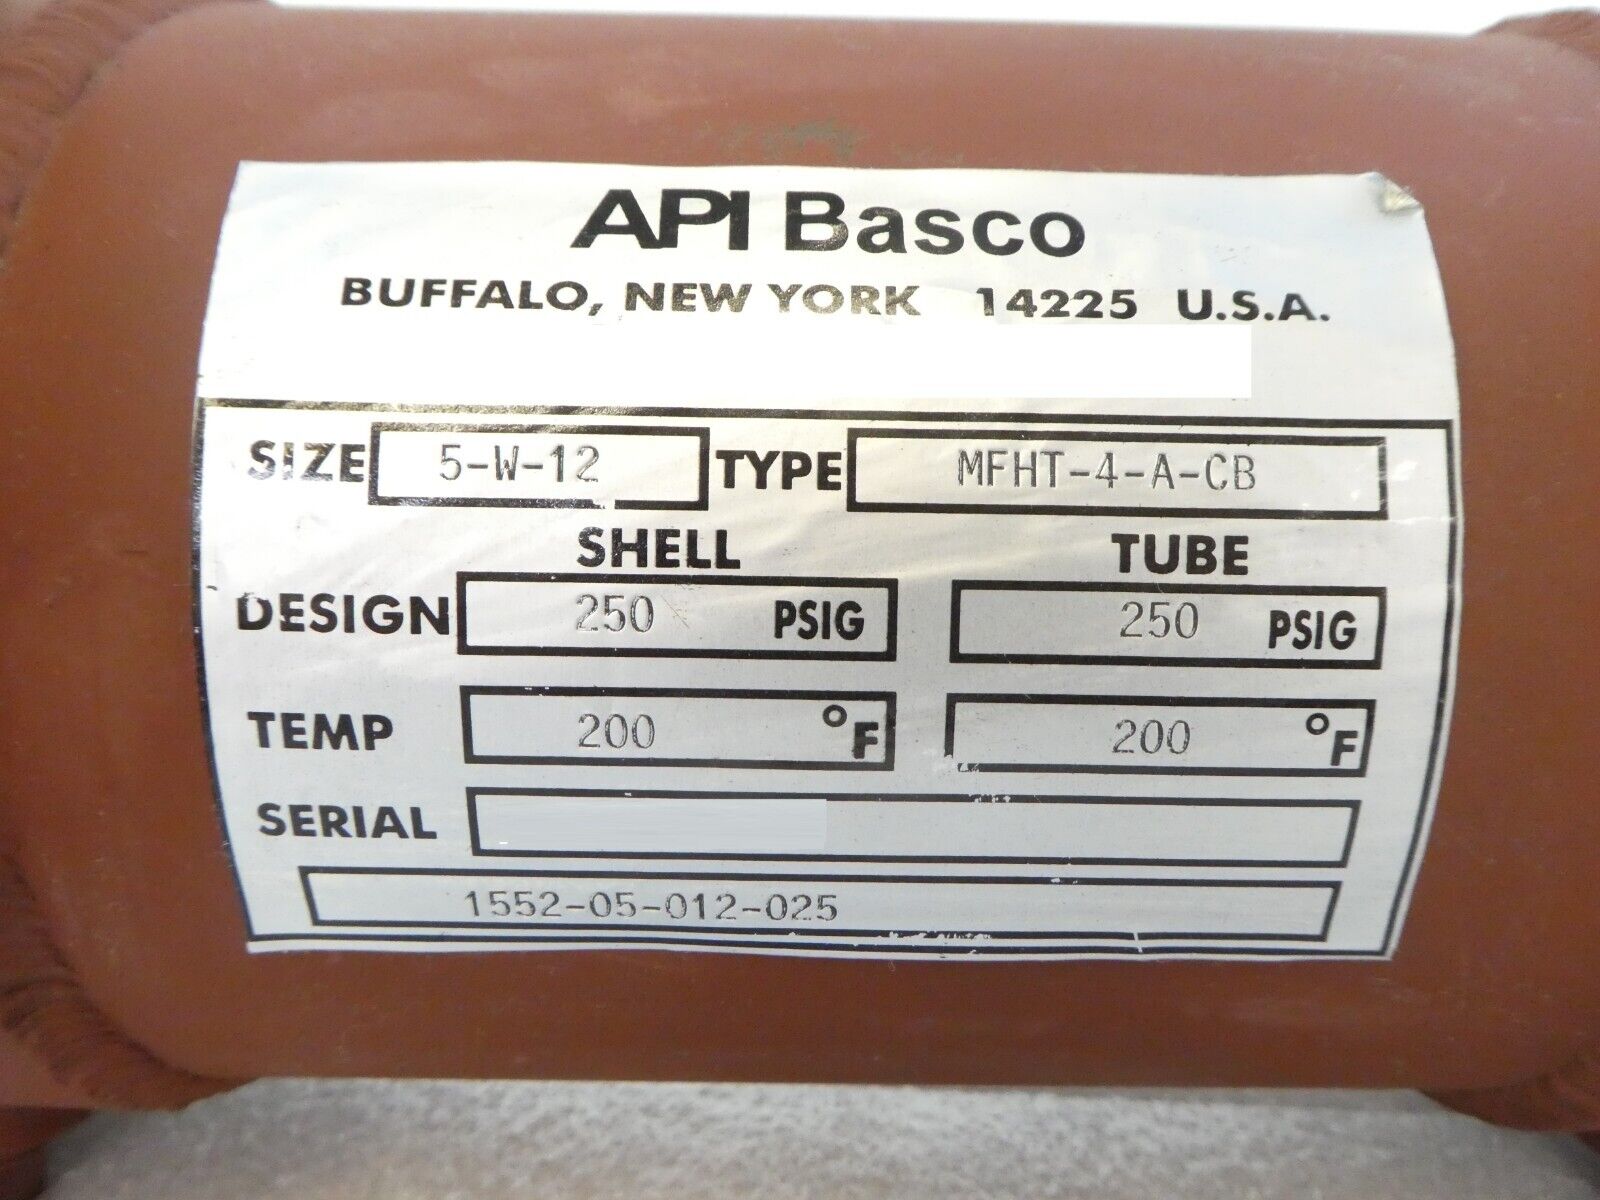 API Basco
BUFFALO, NEW YORK 14225 U.S.A.
SIZE 5-W-12 TYPE MFHT-4-A-CB
SHELL TUBE
DESIGN 250 PSIG 250 PSIG
TEMP 200 °F 200 °F
SERIAL
1552-05-012-025